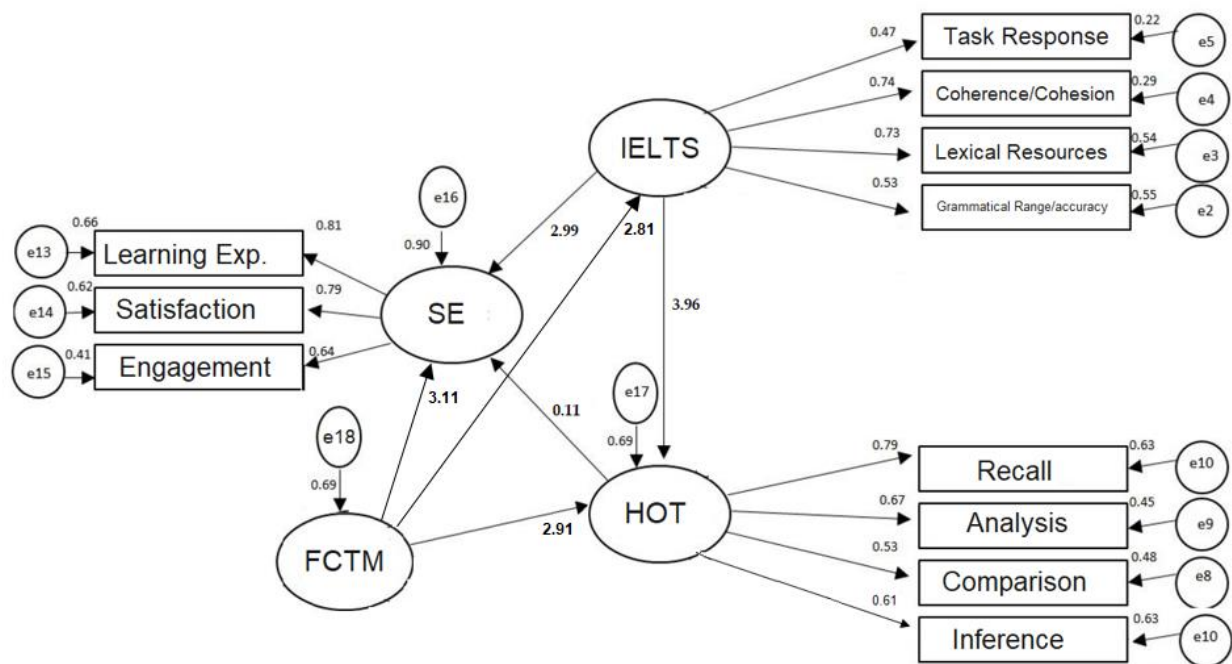 0.47
Task Response
0.22
e5
0.74
Coherence/Cohesion
0.29
e4
IELTS
0.73
Lexical Resources
0.54
e3
0.53
Grammatical Range/accuracy
0.55
e2
e16
0.90
2.99
2.81
0.66
e13
Learning Exp.
0.81
0.62
e14
Satisfaction
0.79
SE
3.96
0.41
e15
Engagement
0.64
3.11
0.11
e17
0.69
e18
0.69
FCTM
2.91
HOT
0.79
Recall
0.63
e10
0.67
Analysis
0.45
e9
0.53
Comparison
0.48
e8
0.61
Inference
0.63
e10